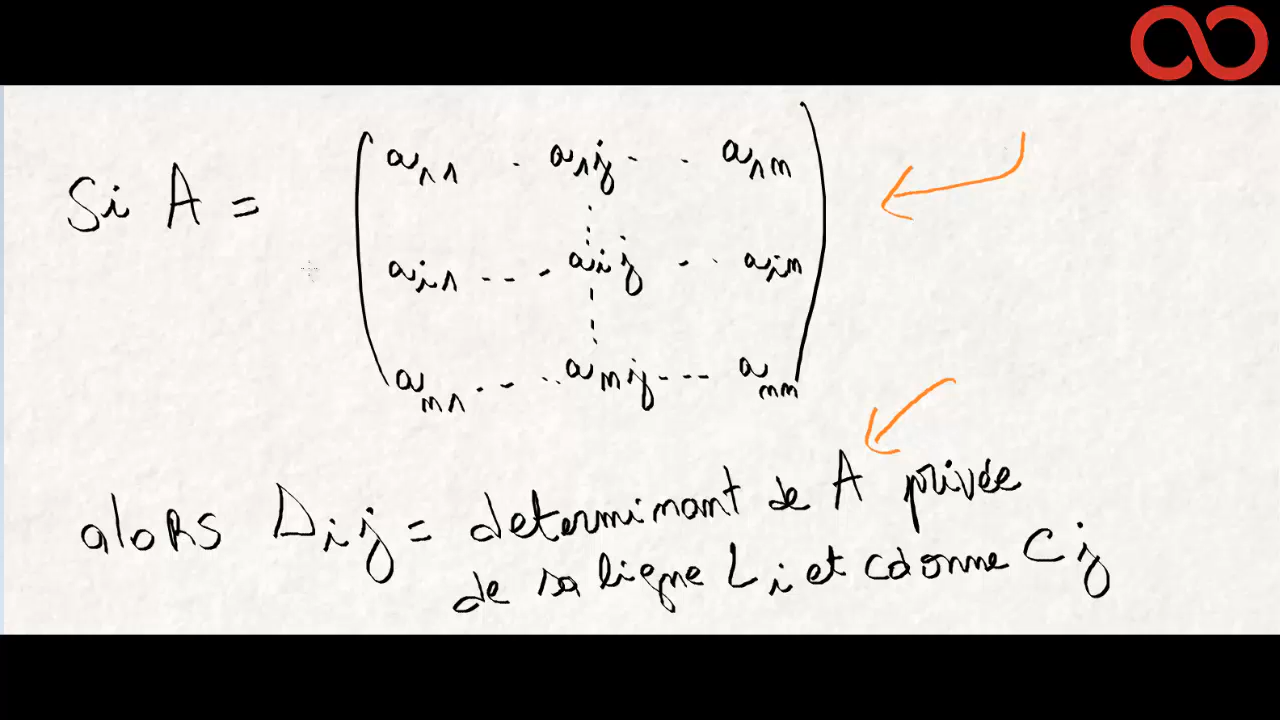 Si A =
a11 . a1j . . a1n
ai1 - - - aij - . ain
an1 - - - . . anj - - - ann
alors Δij = determinant de A privée
de sa ligne Li et colonne Cj